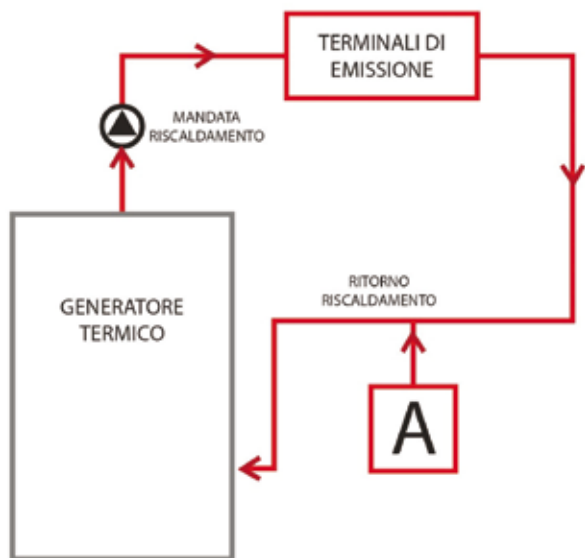 TERMINALI DI
EMISSIONE
MANDATA
RISCALDAMENTO
RITORNO
RISCALDAMENTO
GENERATORE
TERMICO
A